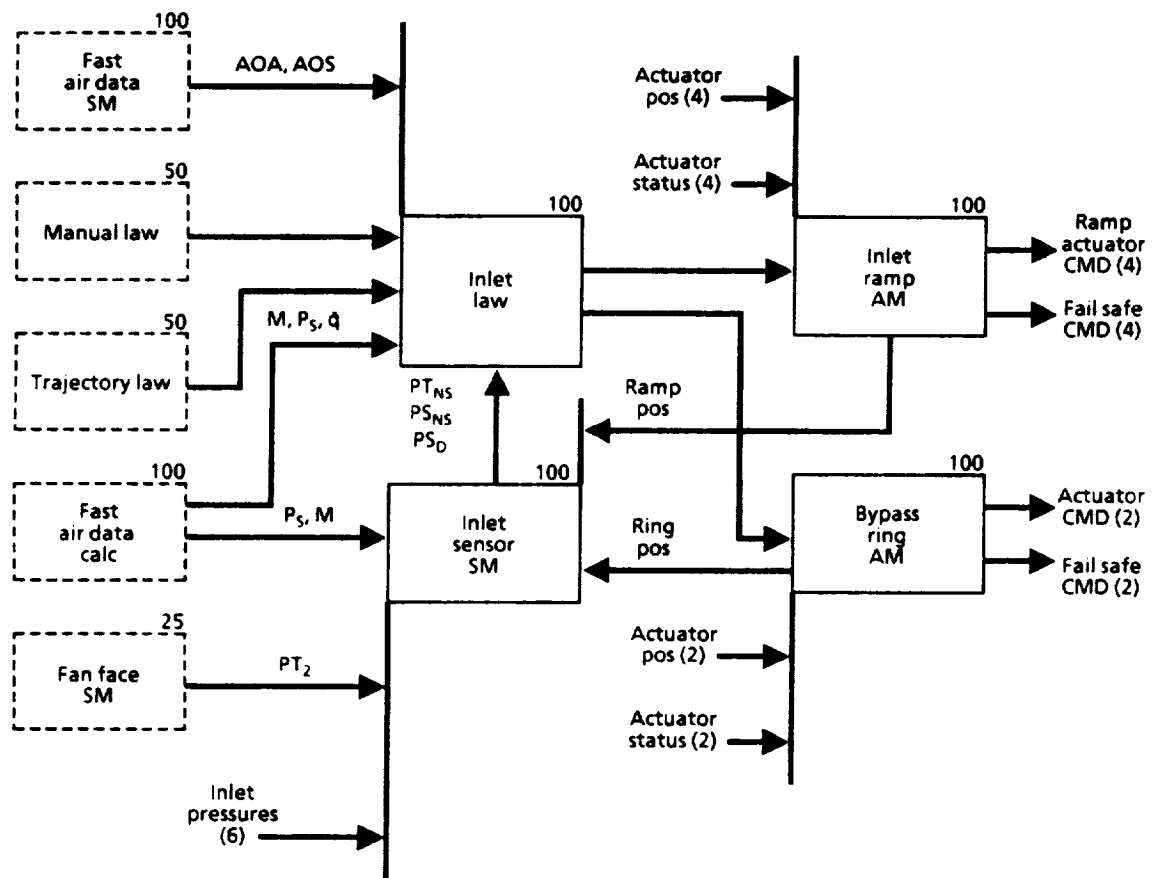 100
Fast
air data
SM
AOA, AOS
50
Manual law
50
Trajectory law
M, P_S, q̄
100
Fast
air data
calc
P_S, M
25
Fan face
SM
PT_2
Inlet
pressures
(6)
100
Inlet
law
PT_NS
PS_NS
PS_D
100
Inlet
sensor
SM
Actuator
pos (4)
Actuator
status (4)
100
Inlet
ramp
AM
Ramp
actuator
CMD (4)
Fail safe
CMD (4)
Ramp
pos
Ring
pos
100
Bypass
ring
AM
Actuator
CMD (2)
Fail safe
CMD (2)
Actuator
pos (2)
Actuator
status (2)